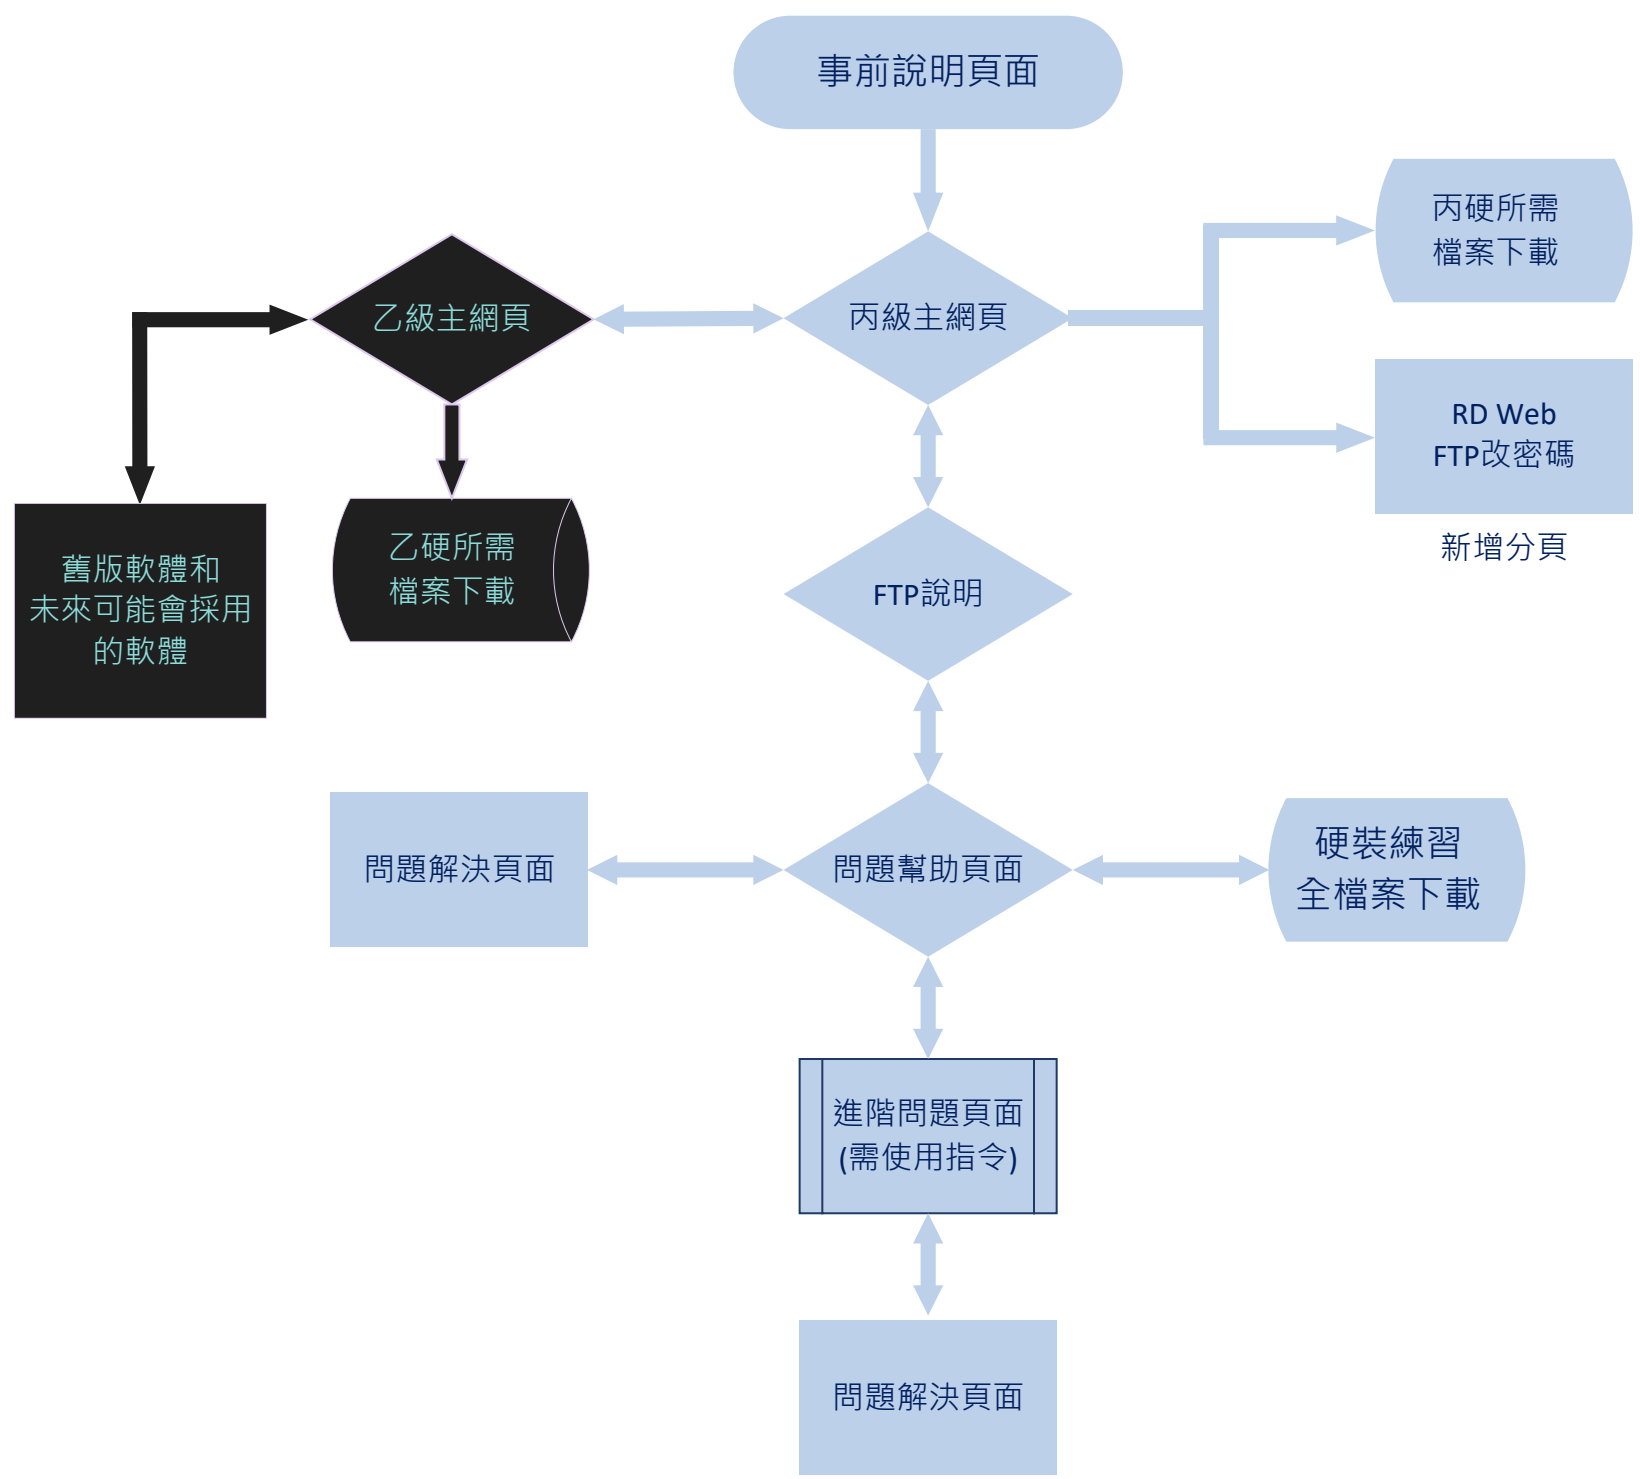 事前說明頁面
丙硬所需
檔案下載
乙級主網頁
丙級主網頁
RD Web
FTP改密碼
新增分頁
乙硬所需
檔案下載
舊版軟體和
未來可能會採用
的軟體
FTP說明
問題解決頁面
問題幫助頁面
硬裝練習
全檔案下載
進階問題頁面
(需使用指令)
問題解決頁面